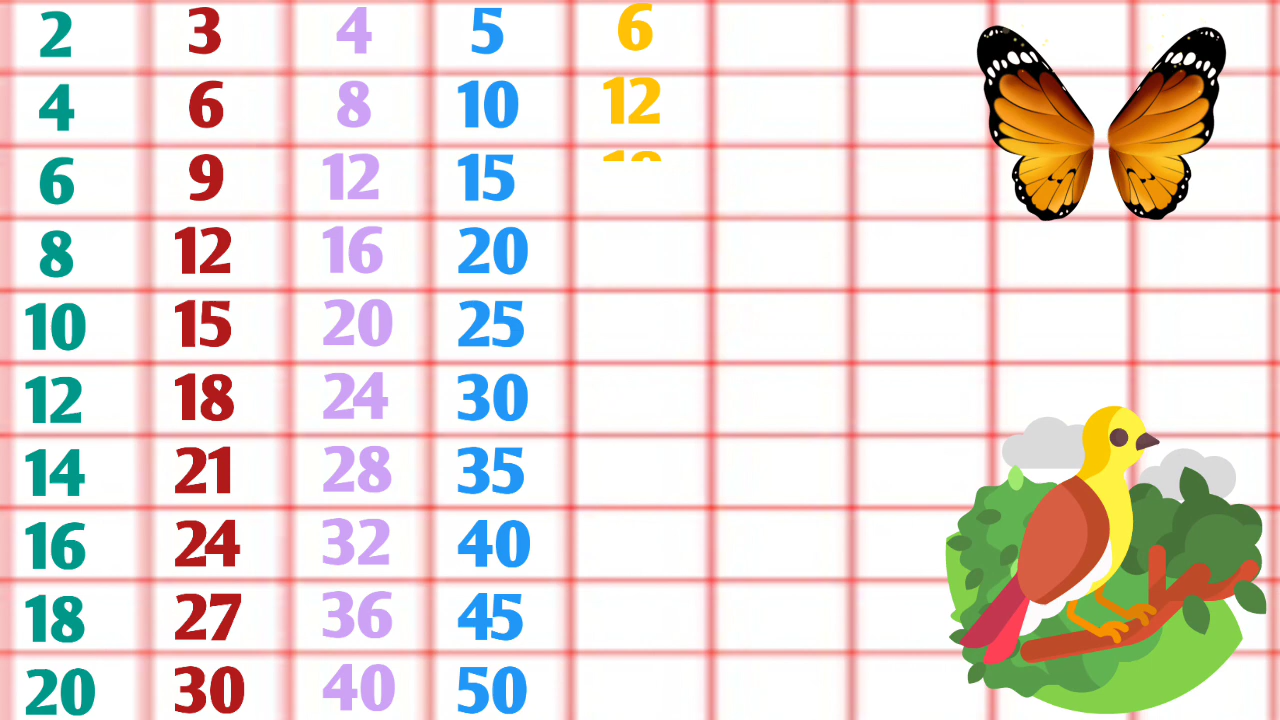 2 3 4 5 6
4 6 8 10 12
6 9 12 15
8 12 16 20
10 15 20 25
12 18 24 30
14 21 28 35
16 24 32 40
18 27 36 45
20 30 40 50